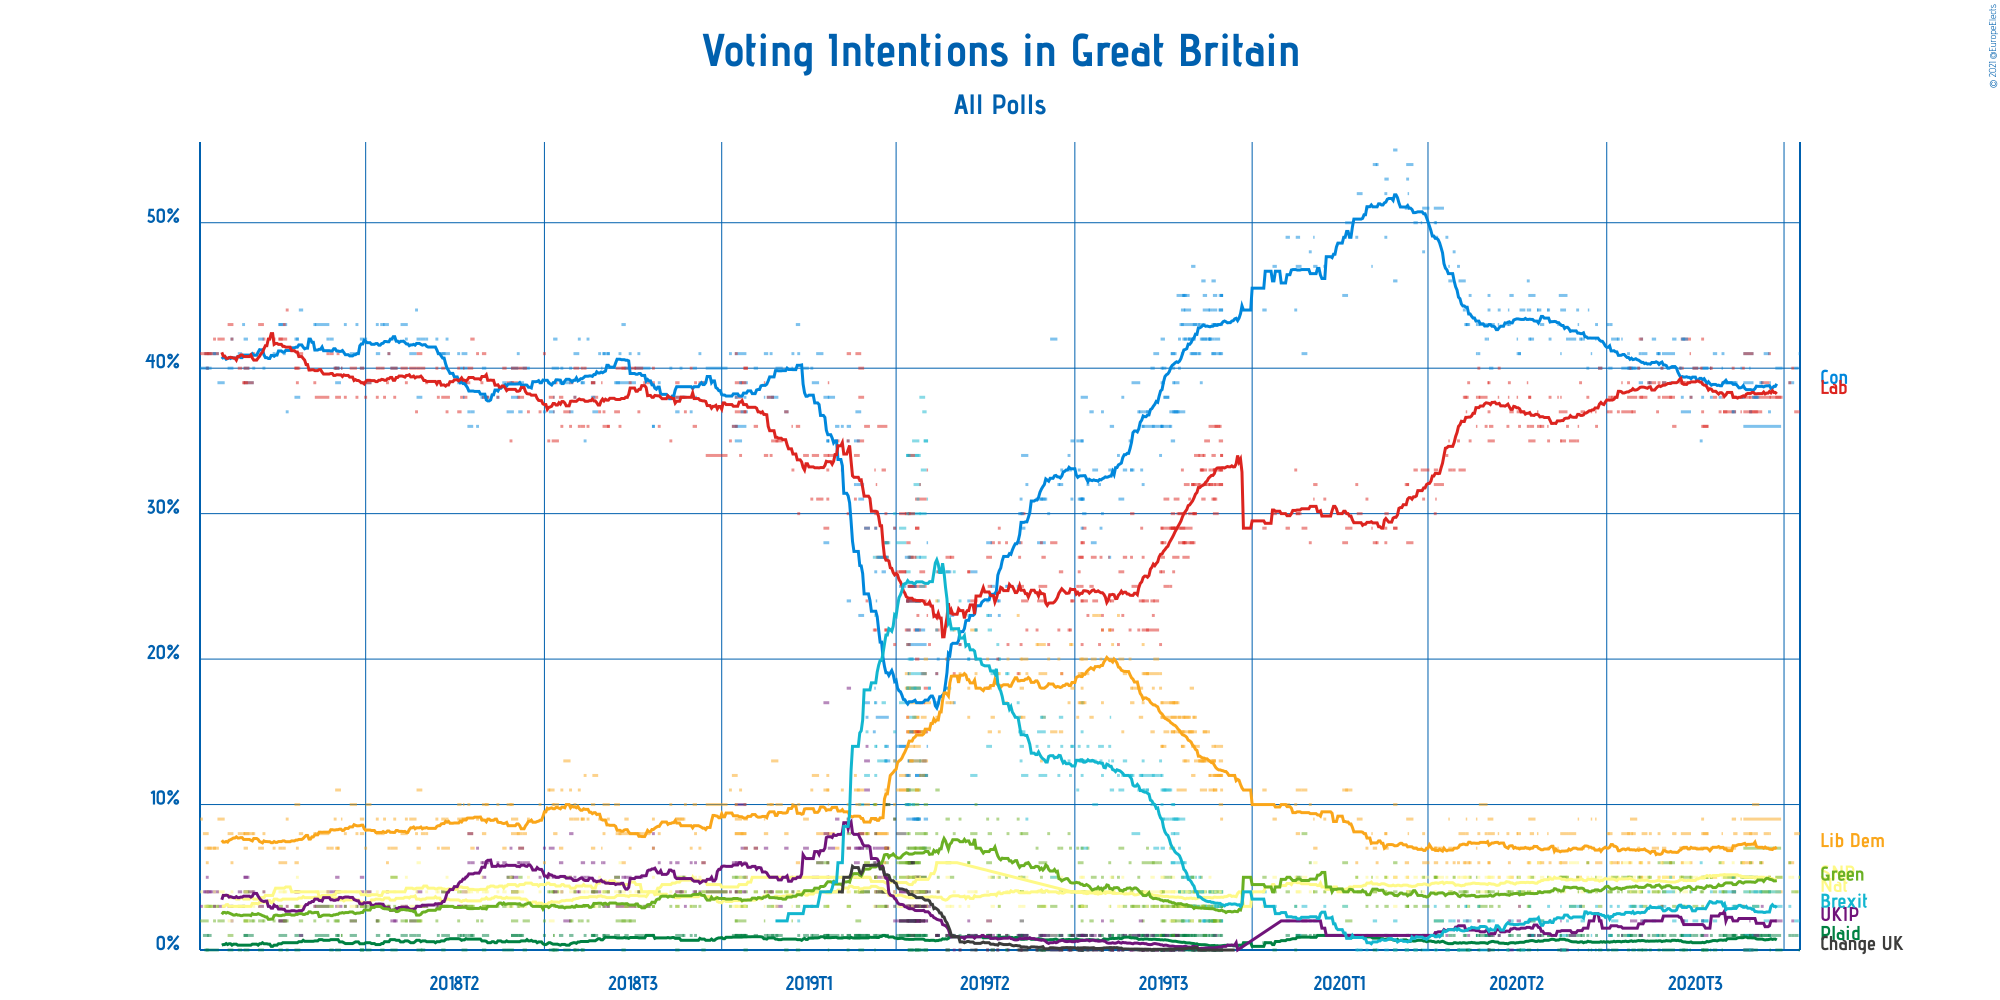 © 2021 @EuropeElects
Voting Intentions in Great Britain
All Polls
50%
40%
30%
20%
10%
0%
Con
Lab
Lib Dem
Green
Brexit
UKIP
Plaid
Change UK
2018T2
2018T3
2019T1
2019T2
2019T3
2020T1
2020T2
2020T3